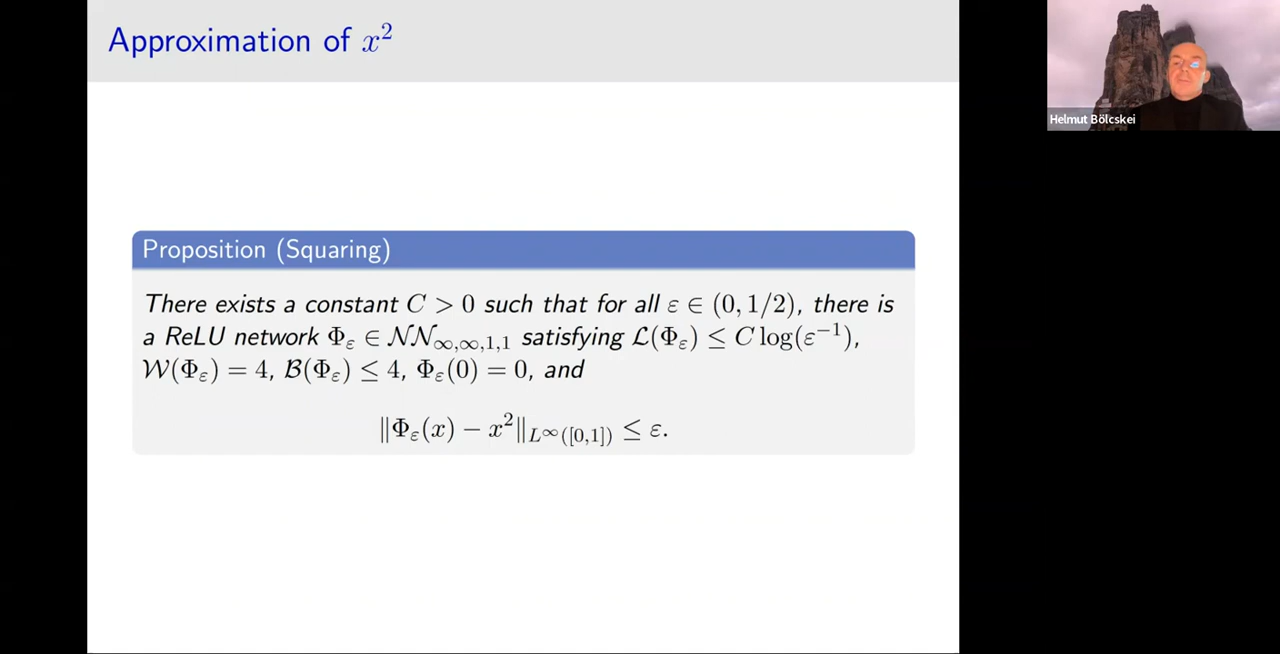 Approximation of x²
Helmut Bölcskei
Proposition (Squaring)
There exists a constant C > 0 such that for all ε ∈ (0, 1/2), there is
a ReLU network Φ_ε ∈ 𝒩𝒩_{∞,∞,1,1} satisfying ℒ(Φ_ε) ≤ C log(ε⁻¹),
𝒲(Φ_ε) = 4, ℬ(Φ_ε) ≤ 4, Φ_ε(0) = 0, and
‖Φ_ε(x) − x²‖_{L^∞([0,1])} ≤ ε.